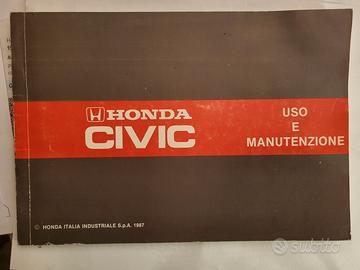 HONDA
CIVIC
USO
E
MANUTENZIONE
© HONDA ITALIA INDUSTRIALE S.p.A. 1987
Subito